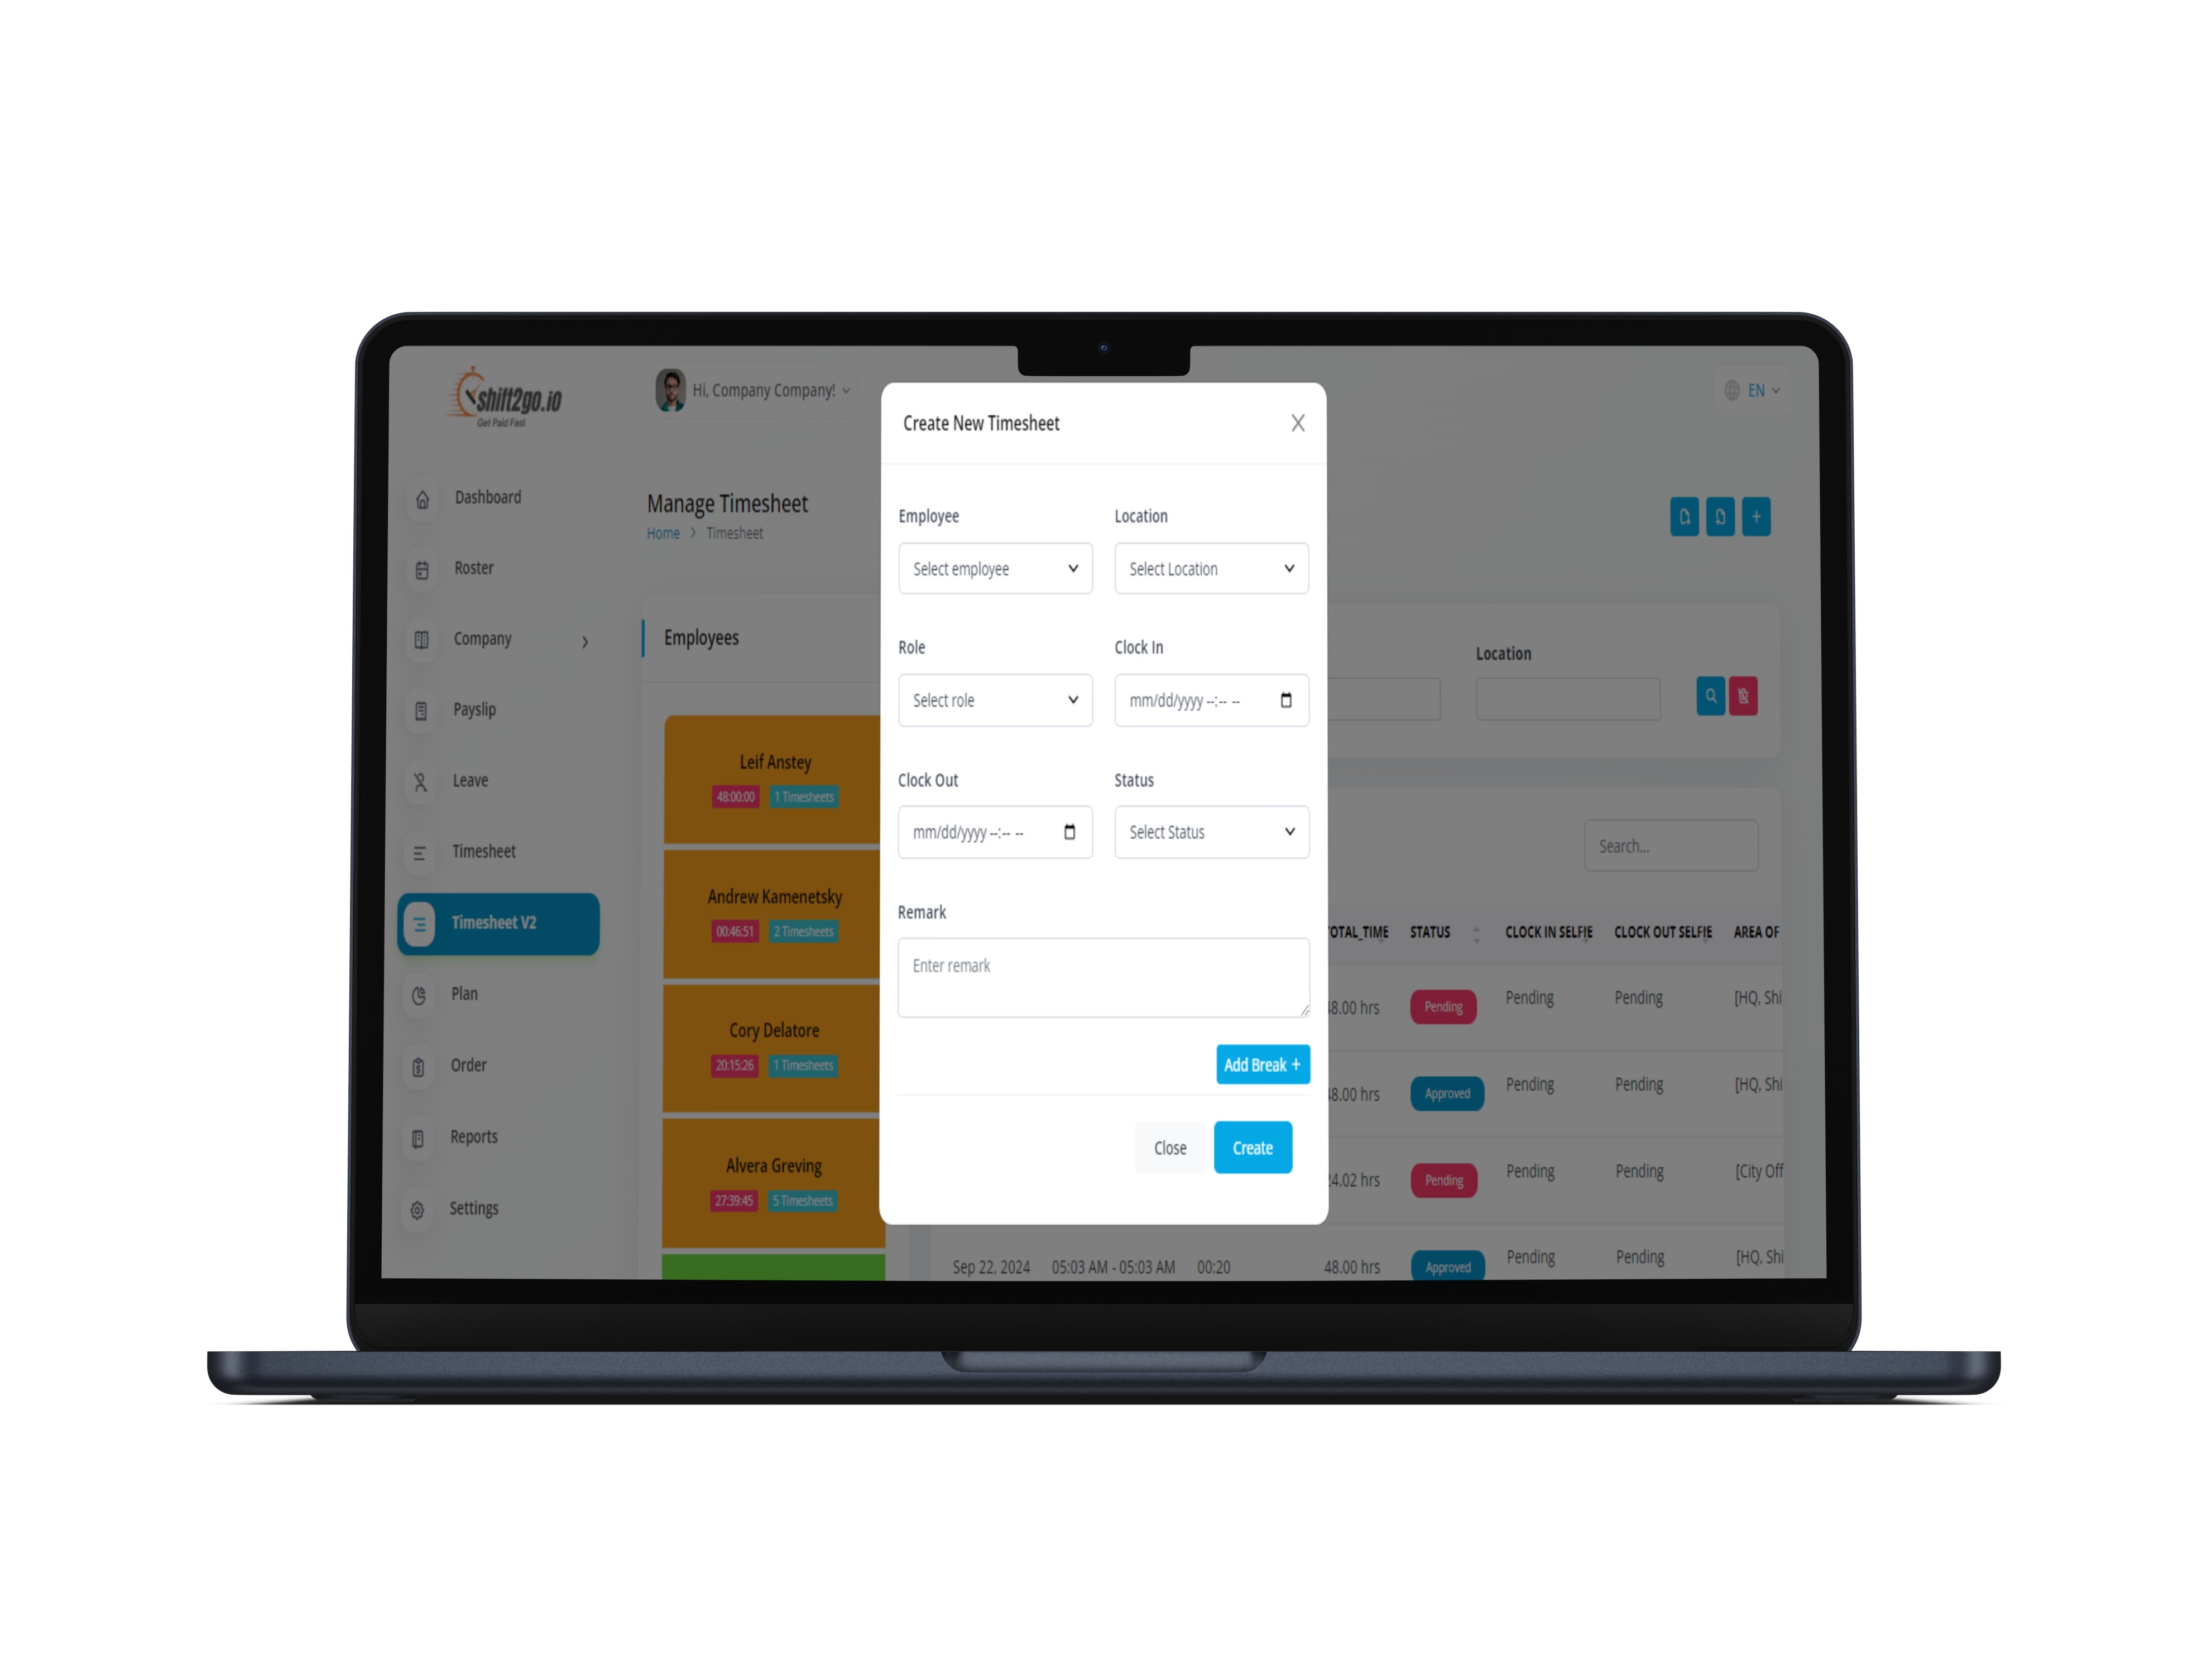 shift2go.io
Get Paid Fast
Hi, Company Company!
EN
Dashboard
Roster
Company
Payslip
Leave
Timesheet
Timesheet V2
Plan
Order
Reports
Settings
Manage Timesheet
Home > Timesheet
Employees
Leif Anstey
48:00:00 1 Timesheets
Andrew Kamenetsky
00:46:51 2 Timesheets
Cory Delatore
20:15:26 1 Timesheets
Alvera Greving
27:39:45 5 Timesheets
Create New Timesheet X
Employee Location
Select employee Select Location
Role Clock In
Select role mm/dd/yyyy --:-- --
Clock Out Status
mm/dd/yyyy --:-- -- Select Status
Remark
Enter remark
Add Break +
Close Create
Location
Search...
OTAL_TIME STATUS CLOCK IN SELFIE CLOCK OUT SELFIE AREA OF
8.00 hrs Pending Pending Pending [HQ, Shi
8.00 hrs Approved Pending Pending [HQ, Shi
4.02 hrs Pending Pending Pending [City Off
Sep 22, 2024 05:03 AM - 05:03 AM 00:20 48.00 hrs Approved Pending Pending [HQ, Shi